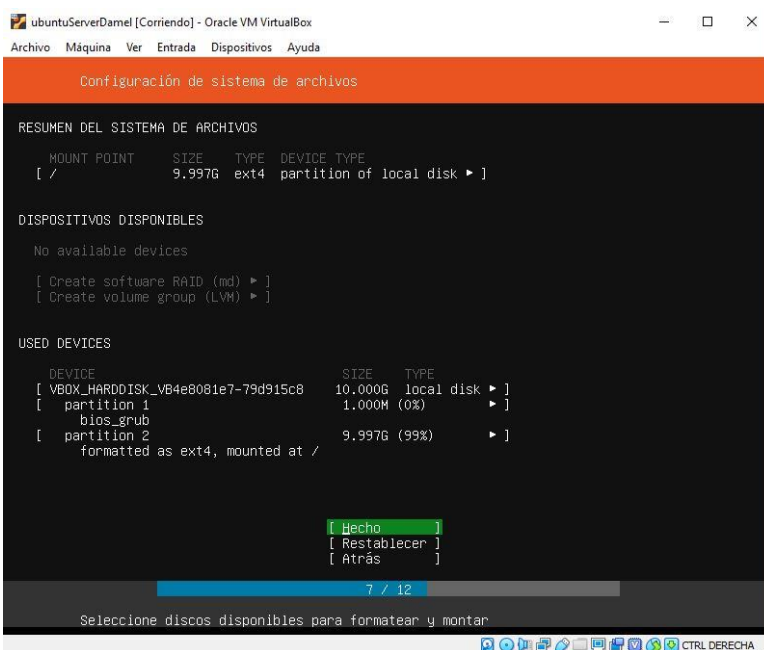 ubuntuServerDamel [Corriendo] - Oracle VM VirtualBox
Archivo Máquina Ver Entrada Dispositivos Ayuda
Configuración de sistema de archivos
RESUMEN DEL SISTEMA DE ARCHIVOS
MOUNT POINT SIZE TYPE DEVICE TYPE
[ / 9.997G ext4 partition of local disk ▸ ]
DISPOSITIVOS DISPONIBLES
No available devices
[ Create software RAID (md) ▸ ]
[ Create volume group (LVM) ▸ ]
USED DEVICES
DEVICE SIZE TYPE
[ VBOX_HARDDISK_VB4e8081e7-79d915c8 10.000G local disk ▸ ]
[ partition 1 1.000M (0%) ▸ ]
bios_grub
[ partition 2 9.997G (99%) ▸ ]
formatted as ext4, mounted at /
[ Hecho ]
[ Restablecer ]
[ Atrás ]
7 / 12
Seleccione discos disponibles para formatear y montar
CTRL DERECHA